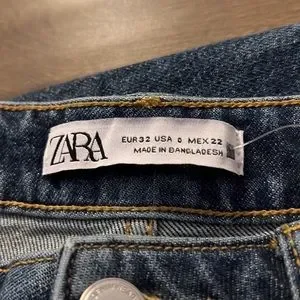 ZARA
EUR 32 USA 0 MEX 22
MADE IN BANGLADESH